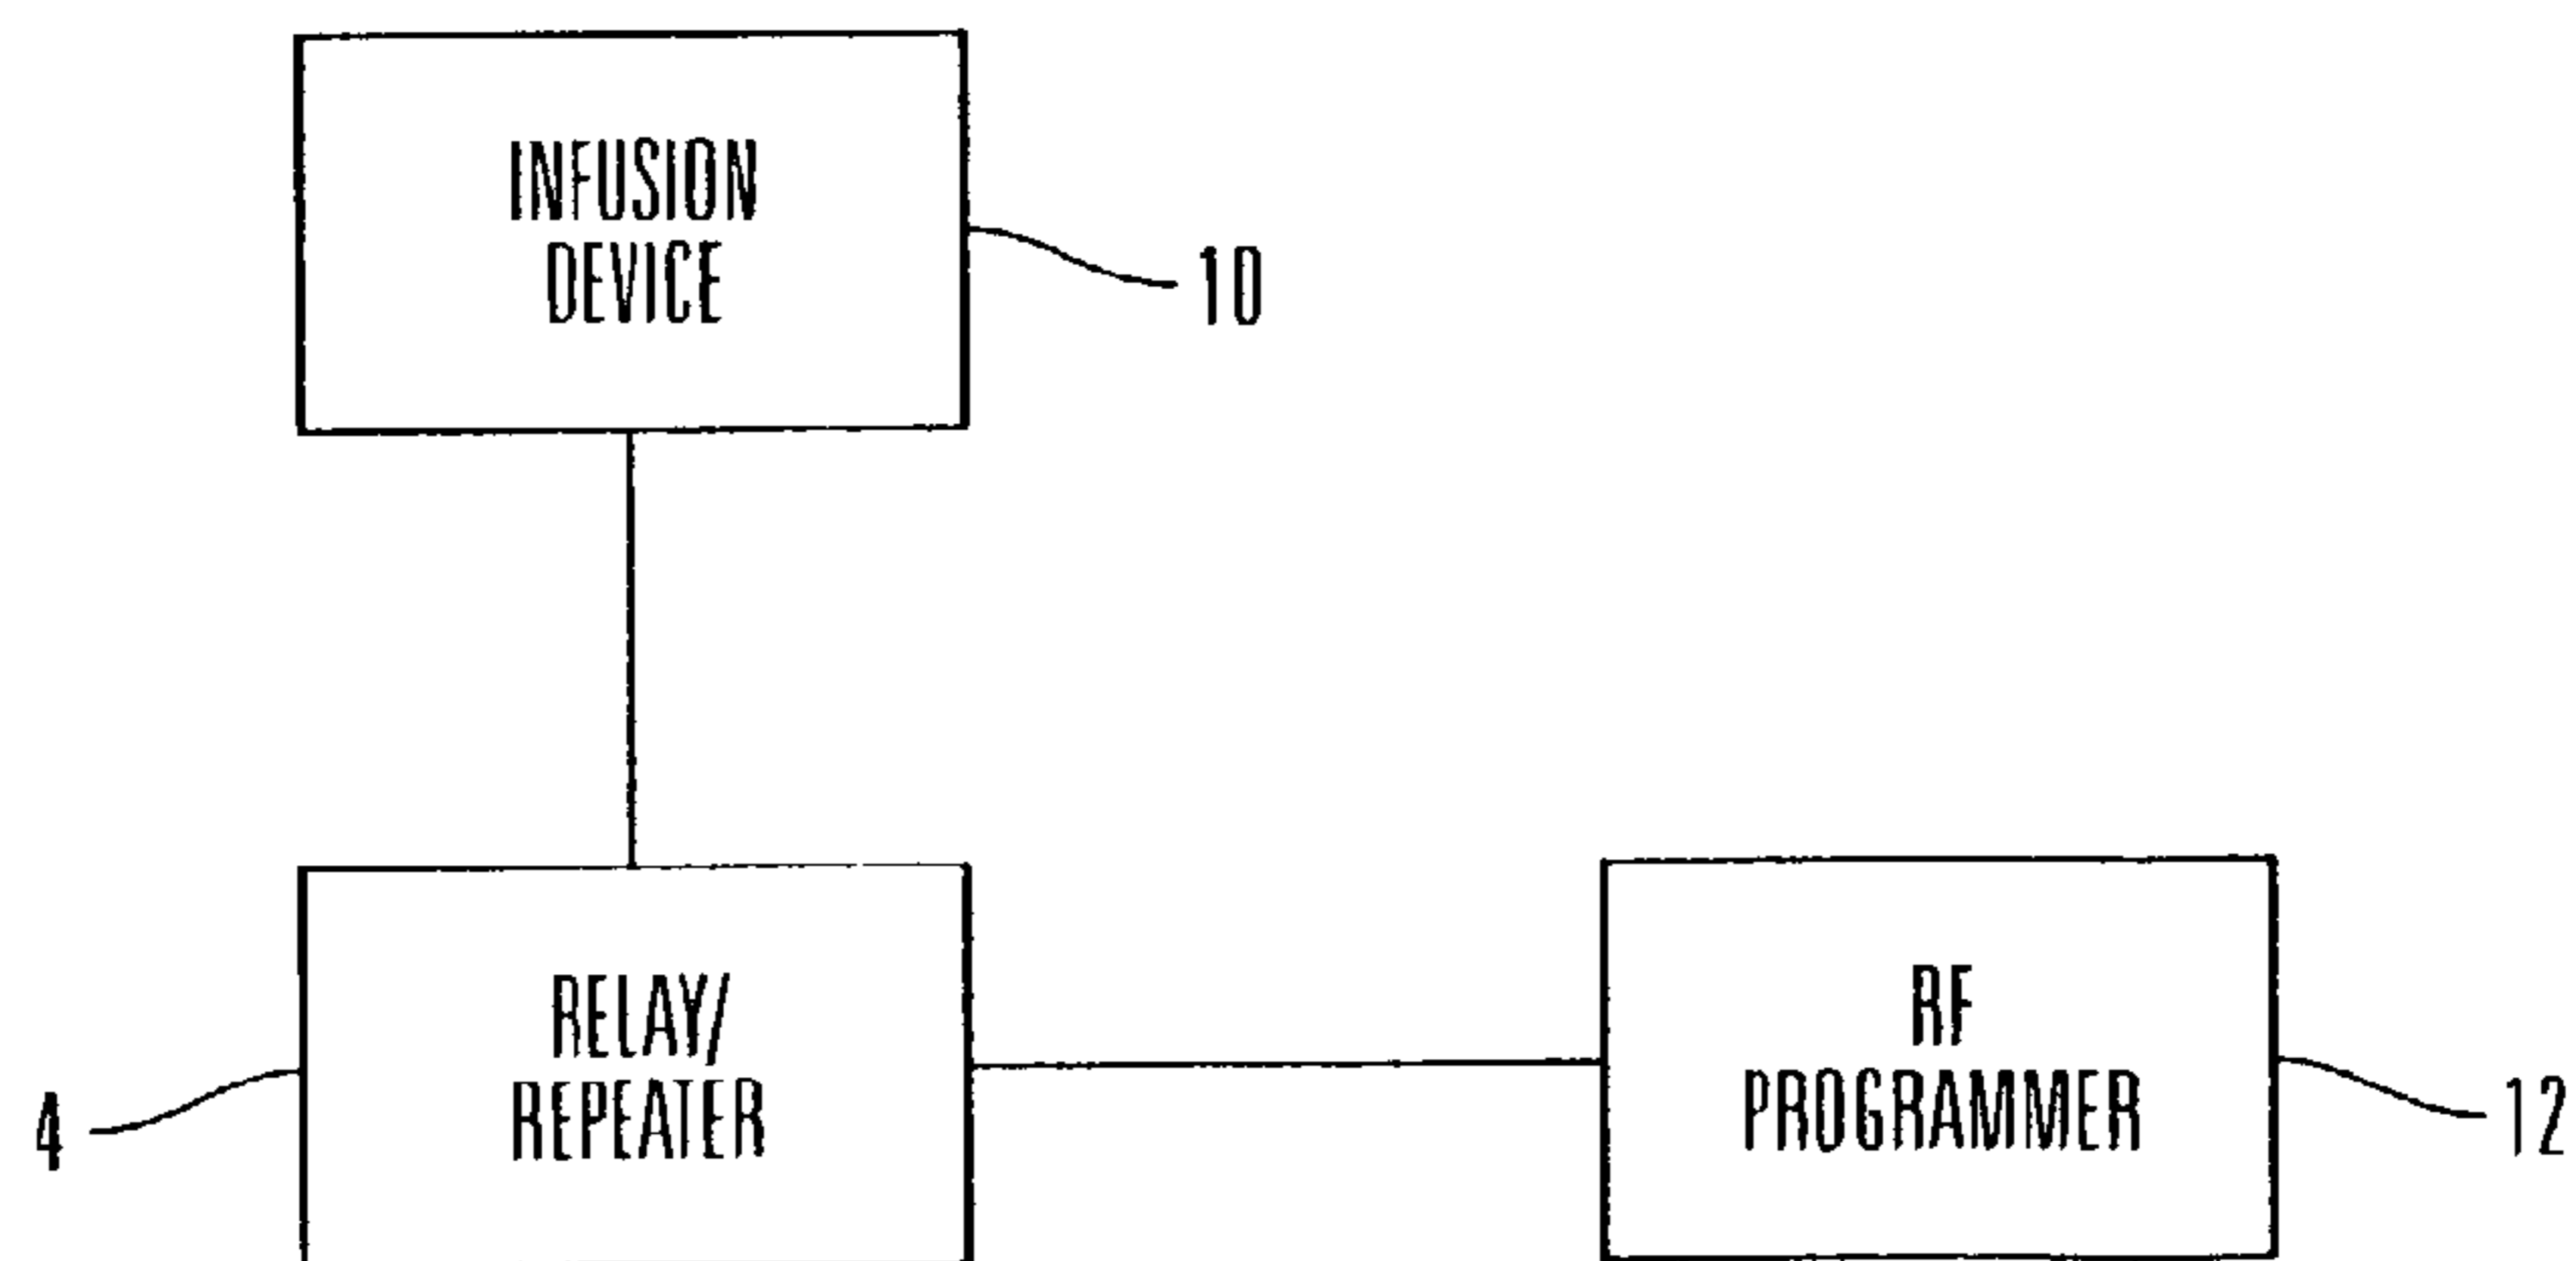 INFUSION
DEVICE
10
RELAY/
REPEATER
4
RF
PROGRAMMER
12